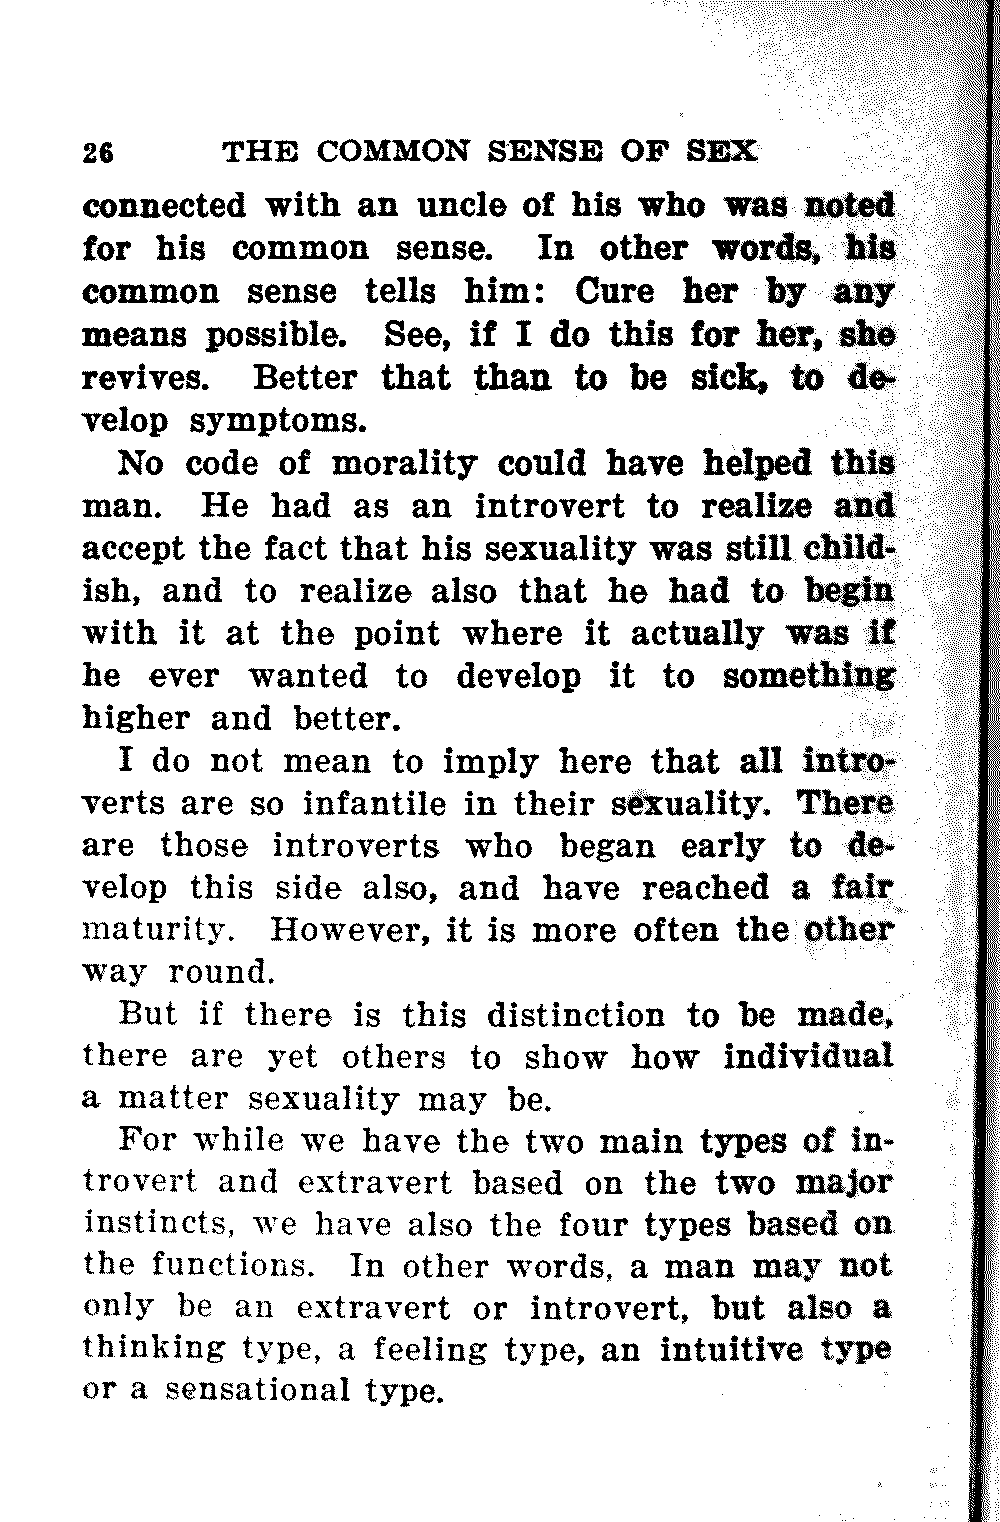 26 THE COMMON SENSE OF SEX
connected with an uncle of his who was noted
for his common sense. In other words, his
common sense tells him: Cure her by any
means possible. See, if I do this for her, she
revives. Better that than to be sick, to de-
velop symptoms.
No code of morality could have helped this
man. He had as an introvert to realize and
accept the fact that his sexuality was still child-
ish, and to realize also that he had to begin
with it at the point where it actually was if
he ever wanted to develop it to something
higher and better.
I do not mean to imply here that all intro-
verts are so infantile in their sexuality. There
are those introverts who began early to de-
velop this side also, and have reached a fair
maturity. However, it is more often the other
way round.
But if there is this distinction to be made,
there are yet others to show how individual
a matter sexuality may be.
For while we have the two main types of in-
trovert and extravert based on the two major
instincts, we have also the four types based on
the functions. In other words, a man may not
only be an extravert or introvert, but also a
thinking type, a feeling type, an intuitive type
or a sensational type.